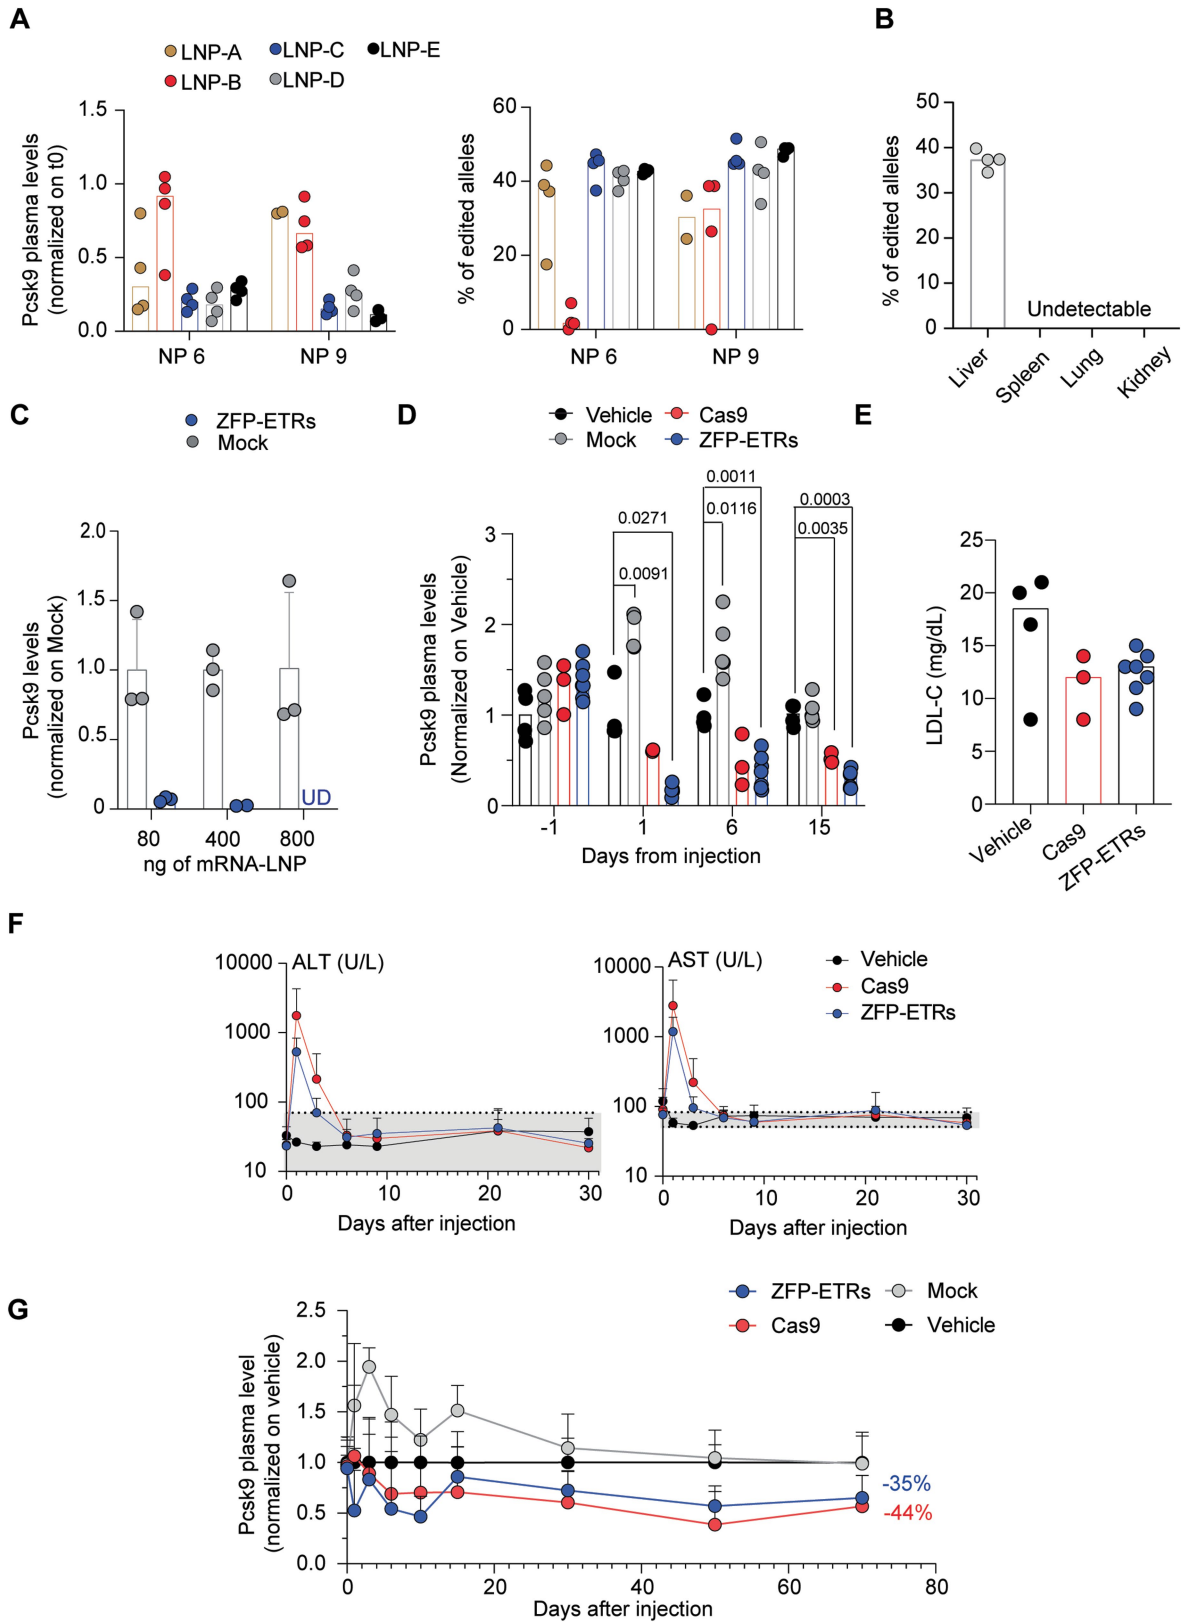 A
LNP-A
LNP-C
LNP-E
LNP-B
LNP-D
Pcsk9 plasma levels
(normalized on t0)
1.5
1.0
0.5
0.0
NP 6
NP 9
% of edited alleles
60
40
20
0
NP 6
NP 9
B
% of edited alleles
50
40
30
20
10
0
Undetectable
Liver
Spleen
Lung
Kidney
C
ZFP-ETRs
Mock
Pcsk9 levels
(normalized on Mock)
2.0
1.5
1.0
0.5
0
UD
80
400
800
ng of mRNA-LNP
D
Vehicle
Cas9
Mock
ZFP-ETRs
Pcsk9 plasma levels
(Normalized on Vehicle)
3
2
1
0
0.0271
0.0091
0.0011
0.0116
0.0003
0.0035
-1
1
6
15
Days from injection
E
LDL-C (mg/dL)
25
20
15
10
5
0
Vehicle
Cas9
ZFP-ETRs
F
ALT (U/L)
10000
1000
100
10
0
10
20
30
Days after injection
AST (U/L)
10000
1000
100
10
0
10
20
30
Days after injection
Vehicle
Cas9
ZFP-ETRs
G
ZFP-ETRs
Mock
Cas9
Vehicle
Pcsk9 plasma level
(normalized on vehicle)
2.5
2.0
1.5
1.0
0.5
0.0
-35%
-44%
0
20
40
60
80
Days after injection